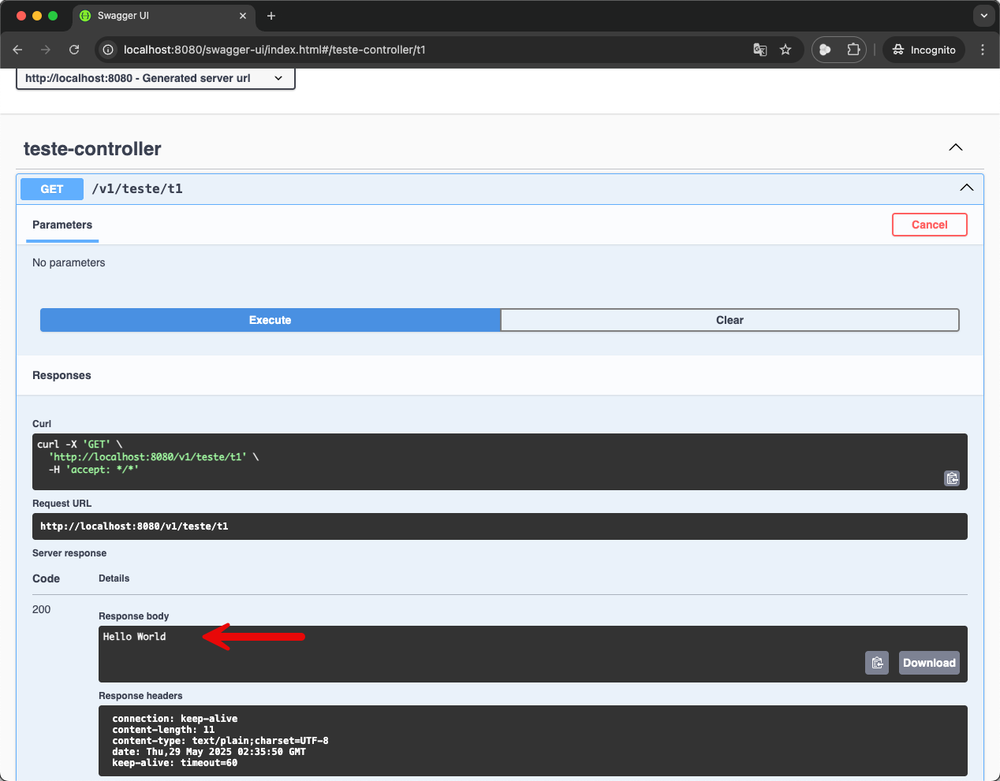 Swagger UI
localhost:8080/swagger-ui/index.html#/teste-controller/t1
Incognito
http://localhost:8080 - Generated server url
teste-controller
GET /v1/teste/t1
Parameters
Cancel
No parameters
Execute
Clear
Responses
Curl
curl -X 'GET' \
'http://localhost:8080/v1/teste/t1' \
-H 'accept: */*'
Request URL
http://localhost:8080/v1/teste/t1
Server response
Code Details
200
Response body
Hello World
Download
Response headers
connection: keep-alive
content-length: 11
content-type: text/plain;charset=UTF-8
date: Thu,29 May 2025 02:35:50 GMT
keep-alive: timeout=60